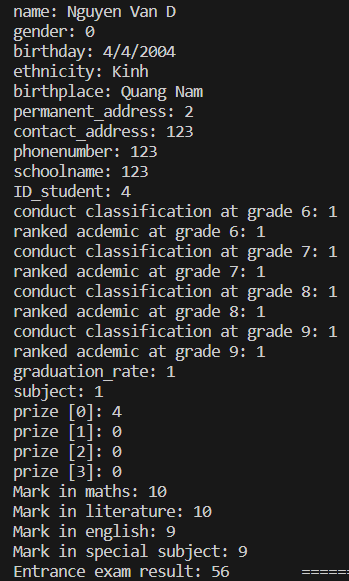 name: Nguyen Van D
gender: 0
birthday: 4/4/2004
ethnicity: Kinh
birthplace: Quang Nam
permanent_address: 2
contact_address: 123
phonenumber: 123
schoolname: 123
ID_student: 4
conduct classification at grade 6: 1
ranked acdemic at grade 6: 1
conduct classification at grade 7: 1
ranked acdemic at grade 7: 1
conduct classification at grade 8: 1
ranked acdemic at grade 8: 1
conduct classification at grade 9: 1
ranked acdemic at grade 9: 1
graduation_rate: 1
subject: 1
prize [0]: 4
prize [1]: 0
prize [2]: 0
prize [3]: 0
Mark in maths: 10
Mark in literature: 10
Mark in english: 9
Mark in special subject: 9
Entrance exam result: 56 =====